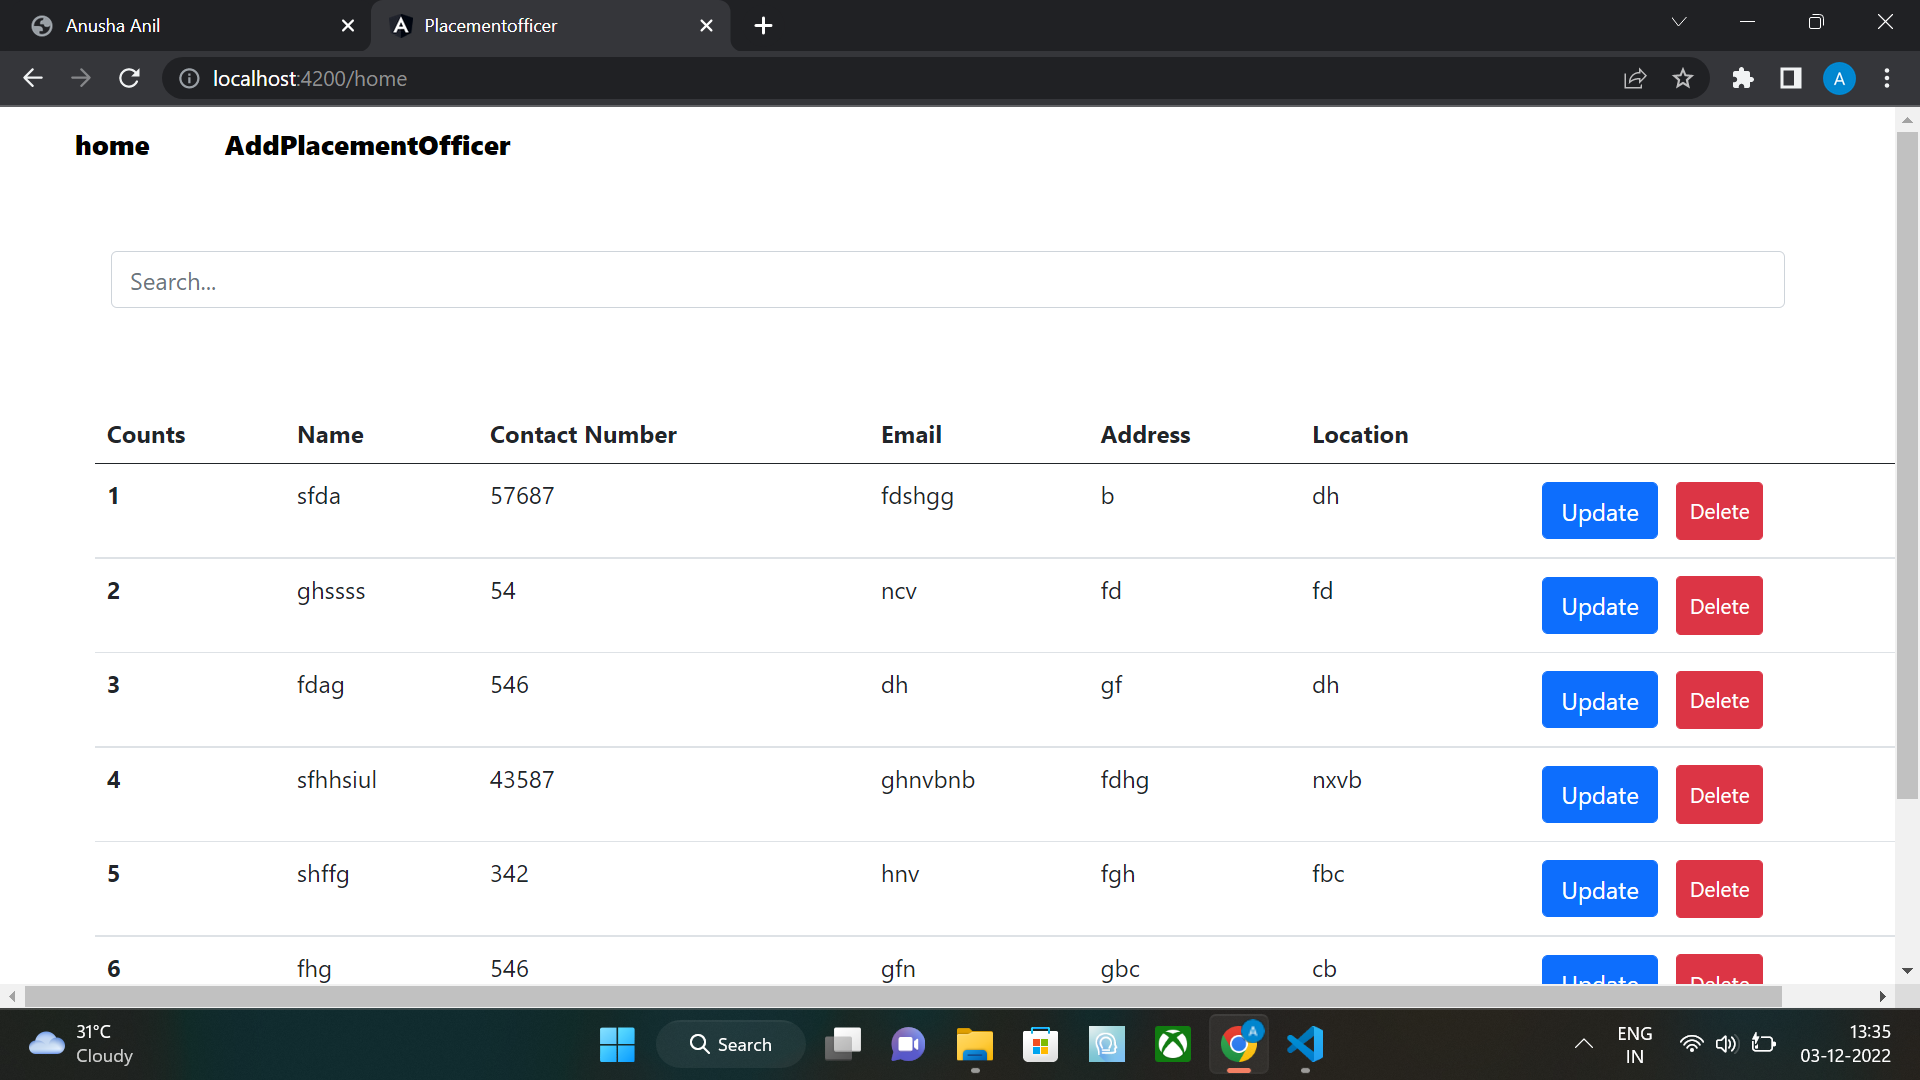 Anusha Anil
Placementofficer
localhost:4200/home
A
home AddPlacementOfficer
Search...
Counts Name Contact Number Email Address Location
1 sfda 57687 fdshgg b dh Update Delete
2 ghssss 54 ncv fd fd Update Delete
3 fdag 546 dh gf dh Update Delete
4 sfhhsiul 43587 ghnvbnb fdhg nxvb Update Delete
5 shffg 342 hnv fgh fbc Update Delete
6 fhg 546 gfn gbc cb Update Delete
31°C
Cloudy
Search
A
ENG
IN
13:35
03-12-2022